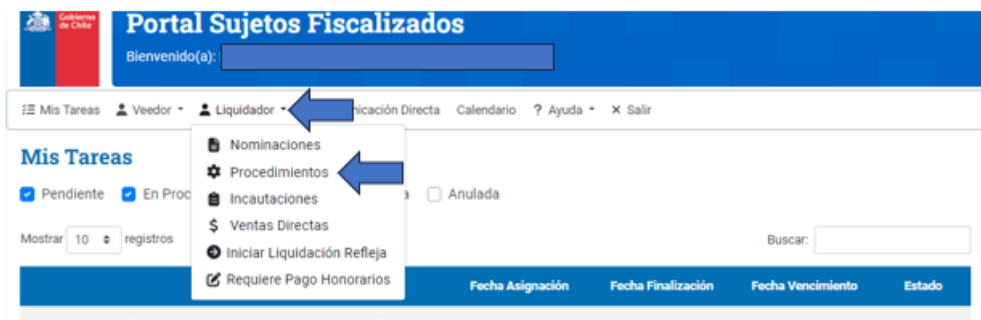 Gobierno
de Chile
Portal Sujetos Fiscalizados
Bienvenido(a):
Mis Tareas Veedor Liquidador nicación Directa Calendario ? Ayuda Salir
Nominaciones
Mis Tareas
Procedimientos
Pendiente En Proc Anulada
Incautaciones
$ Ventas Directas
Mostrar 10 registros Buscar:
Iniciar Liquidación Refleja
Requiere Pago Honorarios
Fecha Asignación Fecha Finalización Fecha Vencimiento Estado